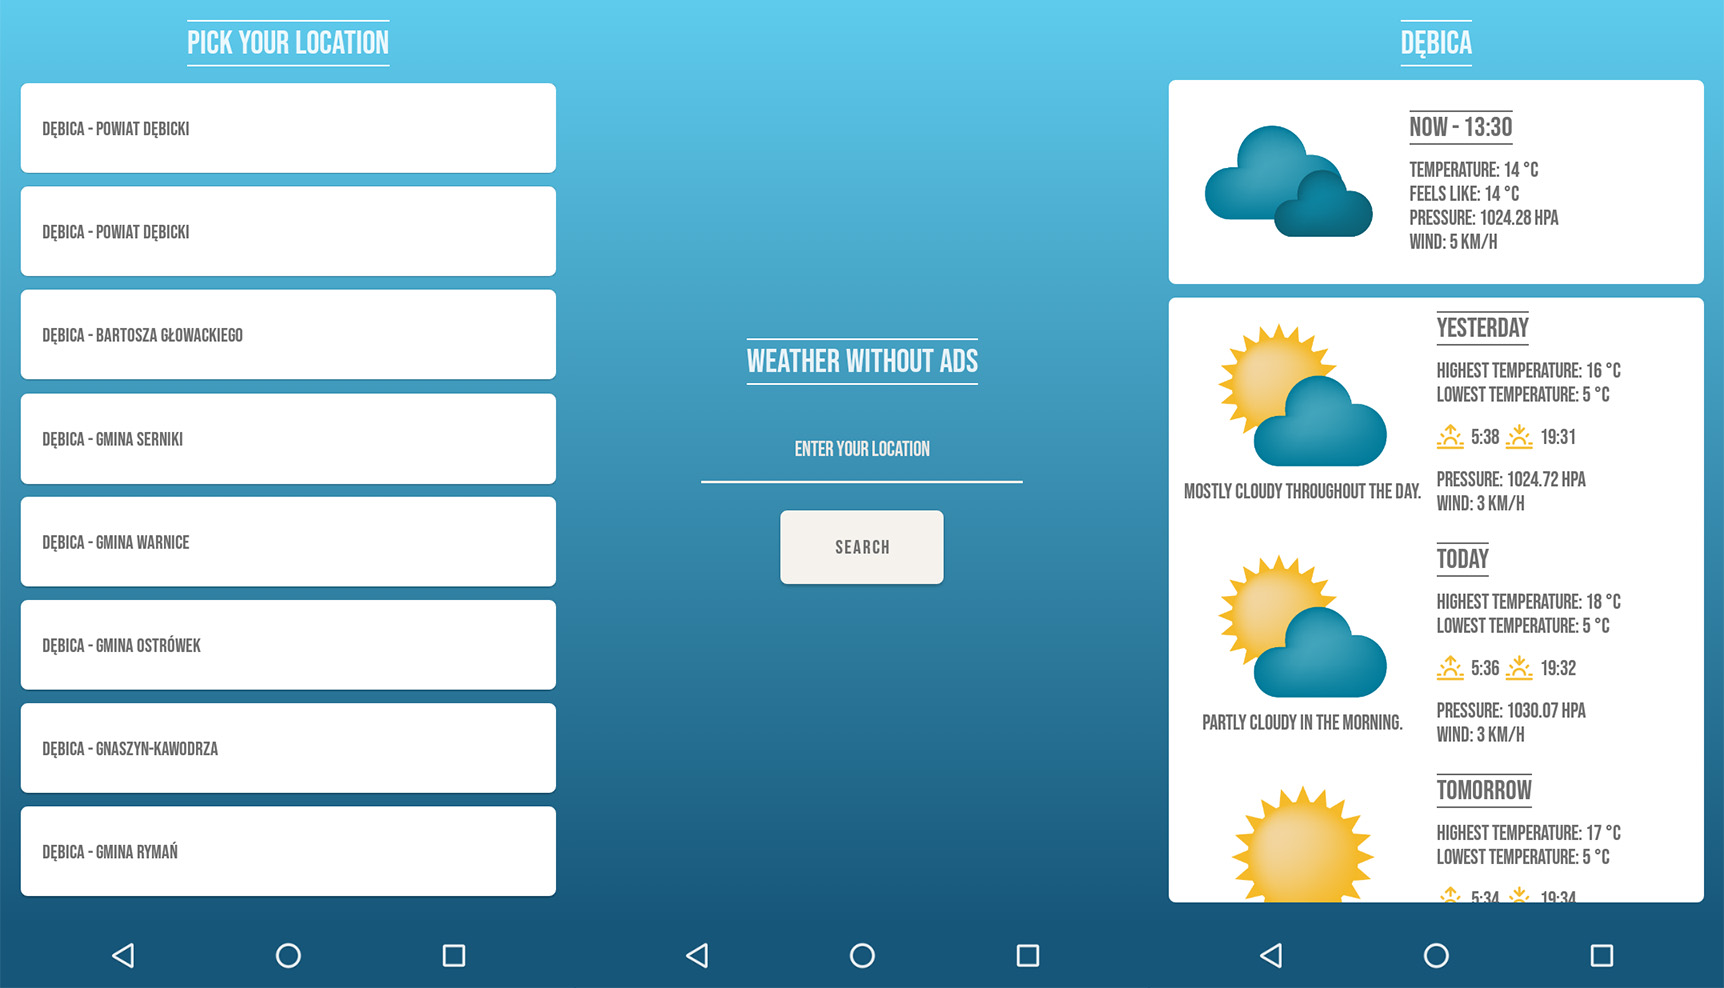 PICK YOUR LOCATION
DĘBICA - POWIAT DĘBICKI
DĘBICA - POWIAT DĘBICKI
DĘBICA - BARTOSZA GŁOWACKIEGO
DĘBICA - GMINA SERNIKI
DĘBICA - GMINA WARNICE
DĘBICA - GMINA OSTRÓWEK
DĘBICA - GNASZYN-KAWODRZA
DĘBICA - GMINA RYMAŃ
WEATHER WITHOUT ADS
ENTER YOUR LOCATION
SEARCH
DĘBICA
NOW - 13:30
TEMPERATURE: 14 °C
FEELS LIKE: 14 °C
PRESSURE: 1024.28 HPA
WIND: 5 KM/H
YESTERDAY
HIGHEST TEMPERATURE: 16 °C
LOWEST TEMPERATURE: 5 °C
5:38 19:31
PRESSURE: 1024.72 HPA
WIND: 3 KM/H
MOSTLY CLOUDY THROUGHOUT THE DAY.
TODAY
HIGHEST TEMPERATURE: 18 °C
LOWEST TEMPERATURE: 5 °C
5:36 19:32
PRESSURE: 1030.07 HPA
WIND: 3 KM/H
PARTLY CLOUDY IN THE MORNING.
TOMORROW
HIGHEST TEMPERATURE: 17 °C
LOWEST TEMPERATURE: 5 °C
5:34 19:34